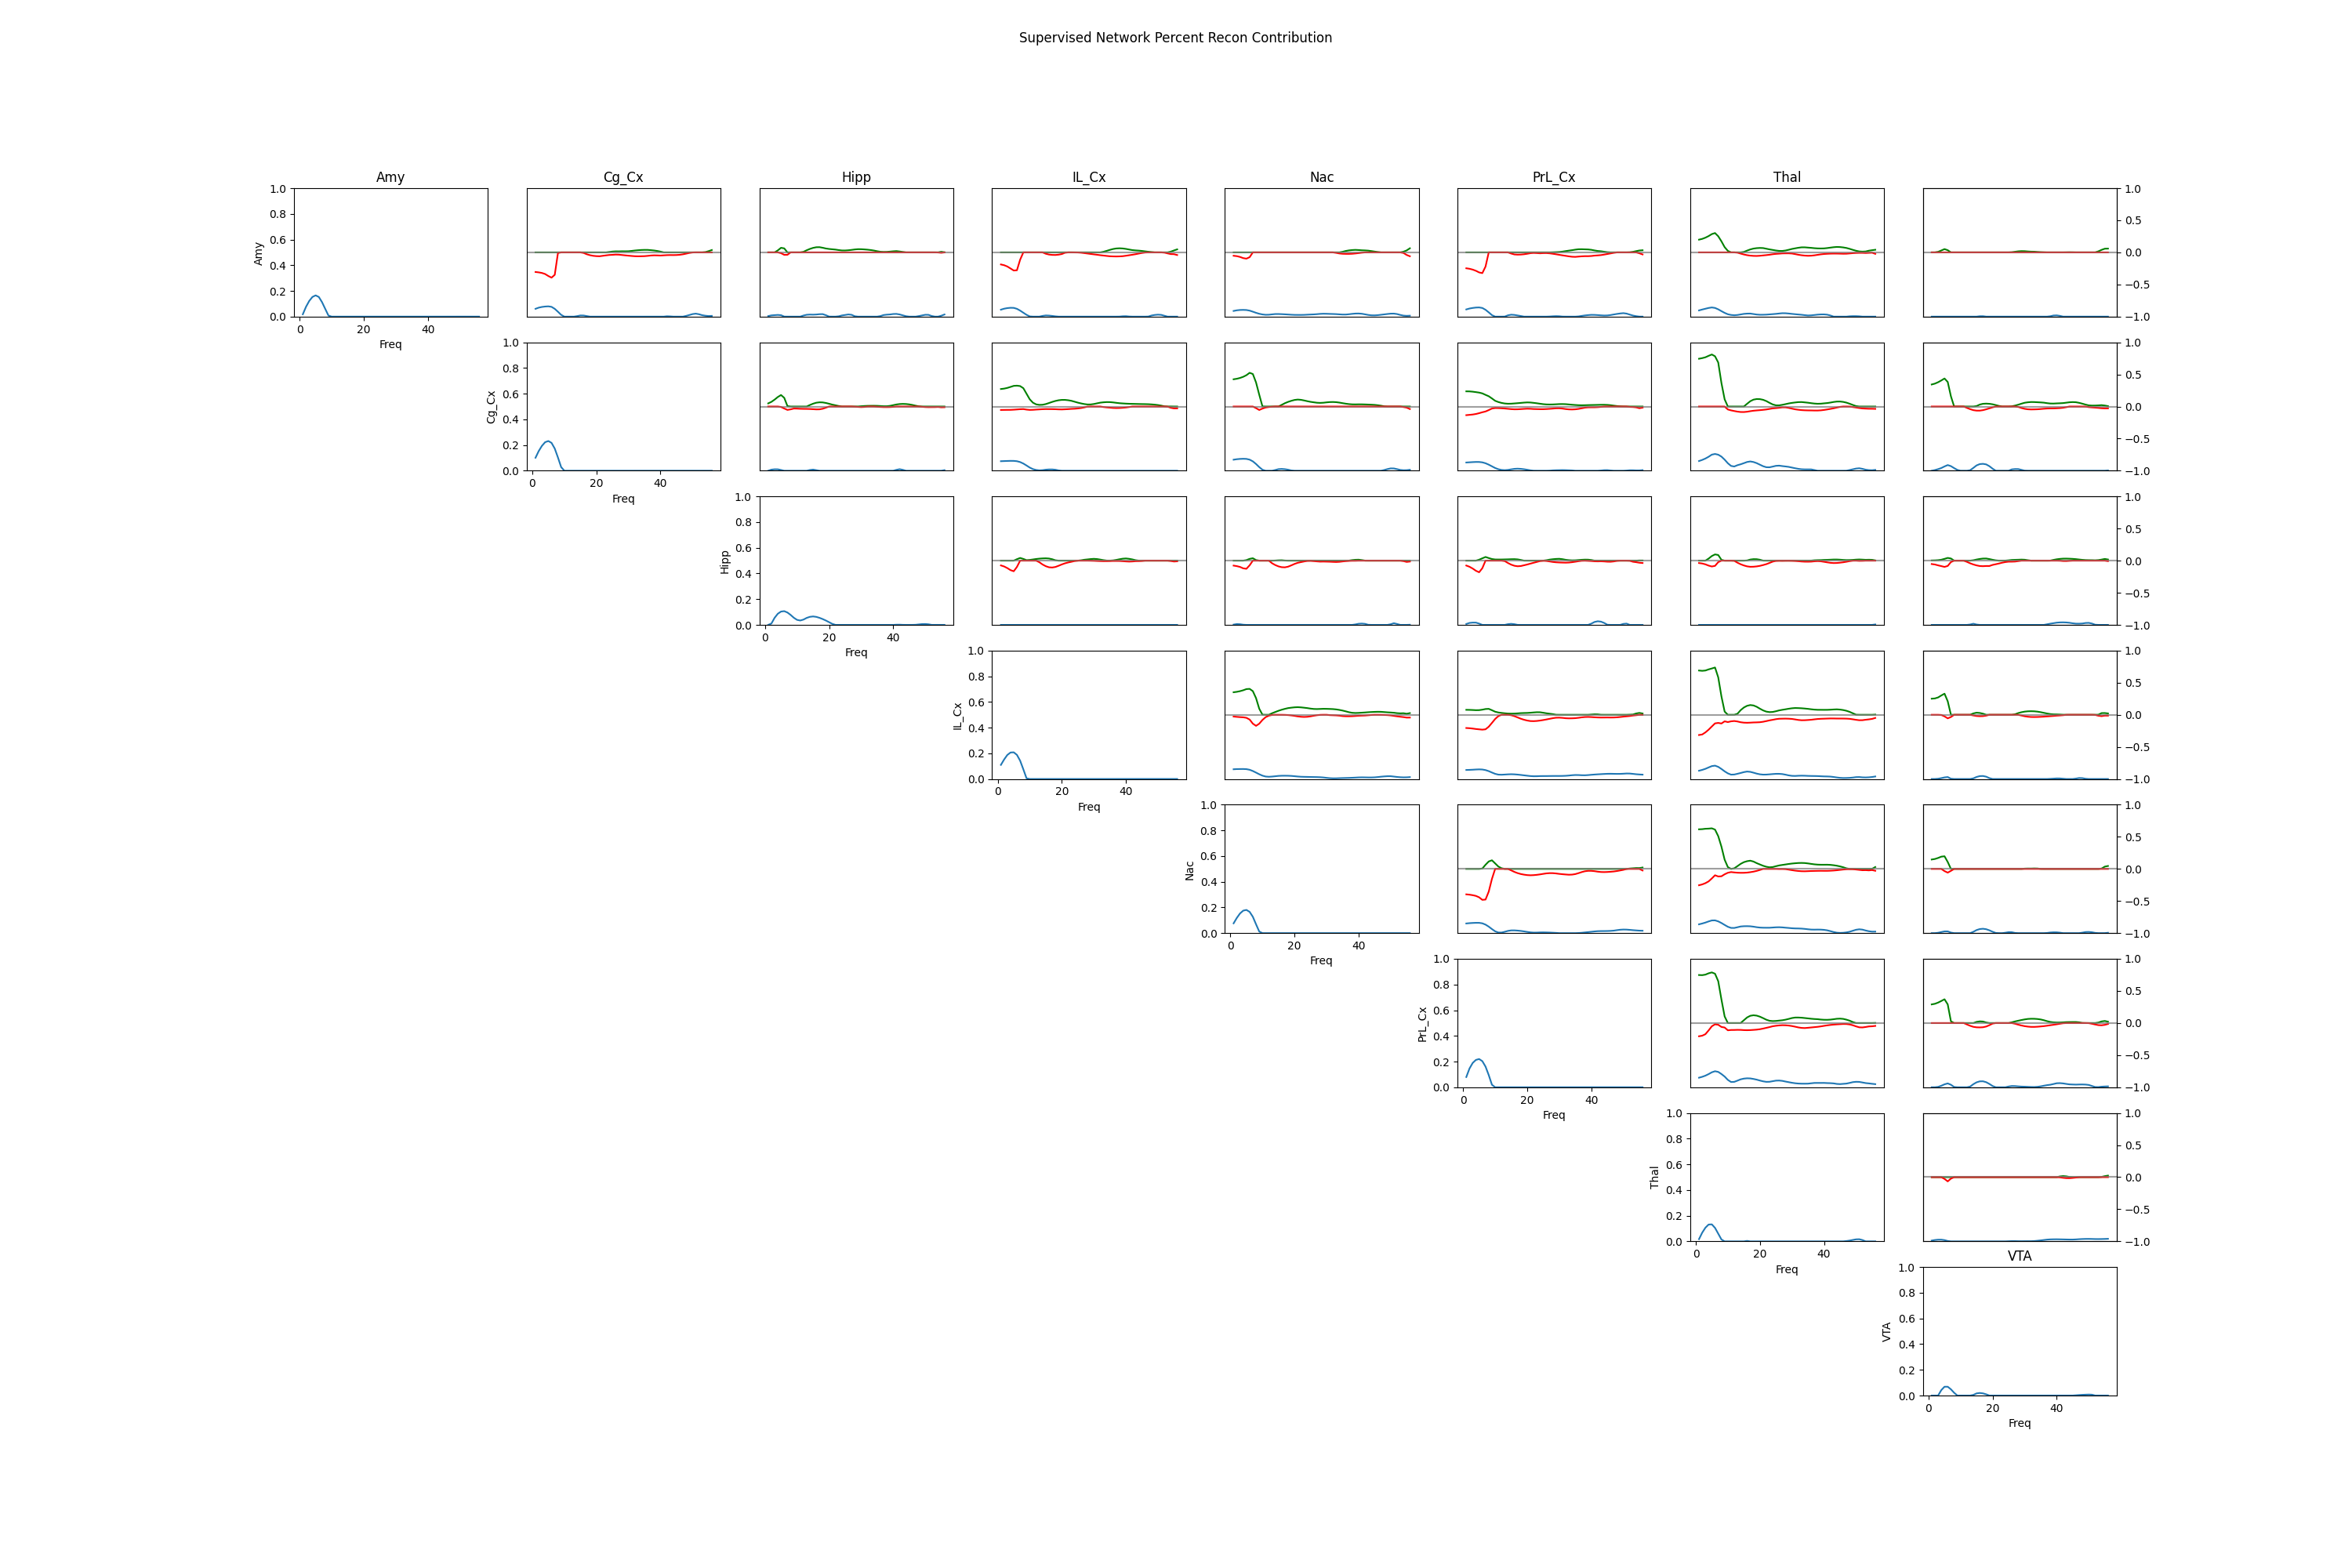 Supervised Network Percent Recon Contribution
Amy Cg_Cx Hipp IL_Cx Nac PrL_Cx Thal
Amy
1.0 0.8 0.6 0.4 0.2 0.0
0 20 40
Freq
1.0 0.5 0.0 −0.5 −1.0
Cg_Cx
1.0 0.8 0.6 0.4 0.2 0.0
0 20 40
Freq
1.0 0.5 0.0 −0.5 −1.0
Hipp
1.0 0.8 0.6 0.4 0.2 0.0
0 20 40
Freq
1.0 0.5 0.0 −0.5 −1.0
IL_Cx
1.0 0.8 0.6 0.4 0.2 0.0
0 20 40
Freq
1.0 0.5 0.0 −0.5 −1.0
Nac
1.0 0.8 0.6 0.4 0.2 0.0
0 20 40
Freq
1.0 0.5 0.0 −0.5 −1.0
PrL_Cx
1.0 0.8 0.6 0.4 0.2 0.0
0 20 40
Freq
1.0 0.5 0.0 −0.5 −1.0
Thal
1.0 0.8 0.6 0.4 0.2 0.0
0 20 40
Freq
1.0 0.5 0.0 −0.5 −1.0
VTA
VTA
1.0 0.8 0.6 0.4 0.2 0.0
0 20 40
Freq